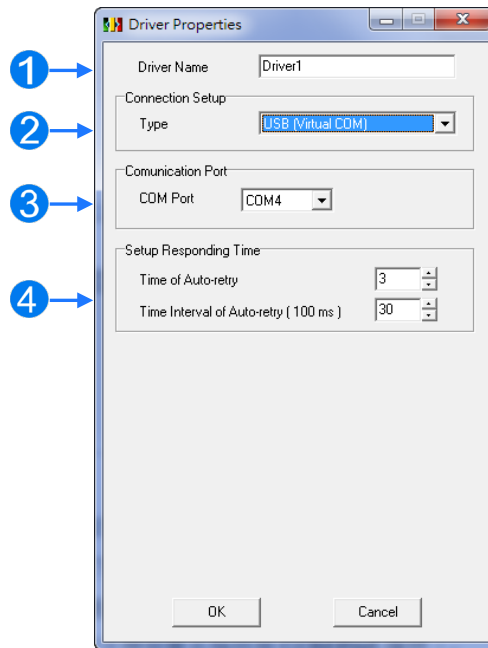 Driver Properties
1 Driver Name Driver1
Connection Setup
2 Type USB (Virtual COM)
Comunication Port
3 COM Port COM4
Setup Responding Time
Time of Auto-retry 3
4
Time Interval of Auto-retry ( 100 ms ) 30
OK Cancel